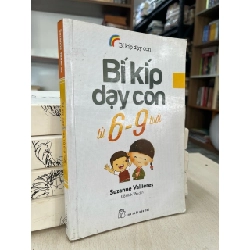 Bí kíp dạy con
Bí kíp
dạy con
từ 6-9 tuổi
Suzanne Vallières